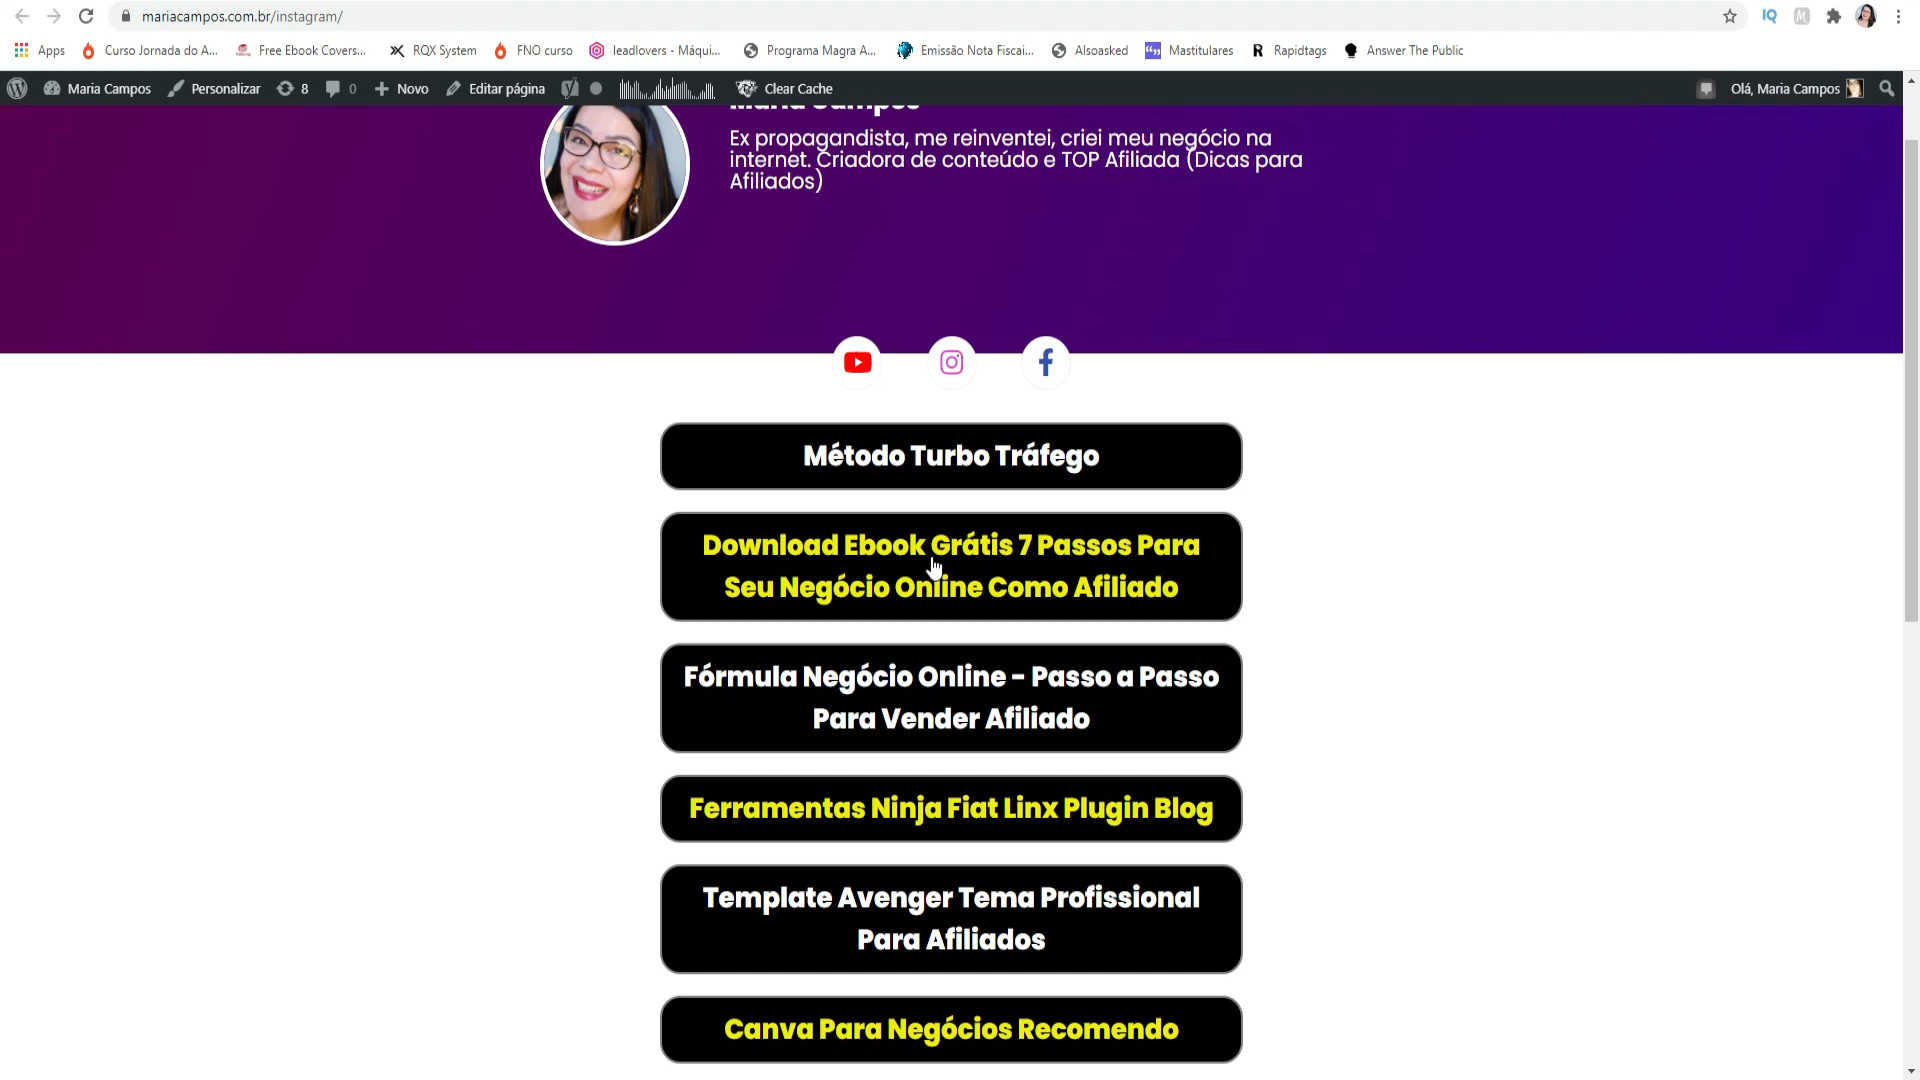 mariacampos.com.br/instagram/
IQ
Apps
Curso Jornada do A...
Free Ebook Covers...
RQX System
FNO curso
leadlovers - Máqui...
Programa Magra A...
Emissão Nota Fiscai...
Alsoasked
Mastitulares
R Rapidtags
Answer The Public
Maria Campos
Personalizar
8
0
Novo
Editar página
Clear Cache
Olá, Maria Campos
Maria Campos
Ex propagandista, me reinventei, criei meu negócio na
internet. Criadora de conteúdo e TOP Afiliada (Dicas para
Afiliados)
Método Turbo Tráfego
Download Ebook Grátis 7 Passos Para
Seu Negócio Online Como Afiliado
Fórmula Negócio Online - Passo a Passo
Para Vender Afiliado
Ferramentas Ninja Fiat Linx Plugin Blog
Template Avenger Tema Profissional
Para Afiliados
Canva Para Negócios Recomendo